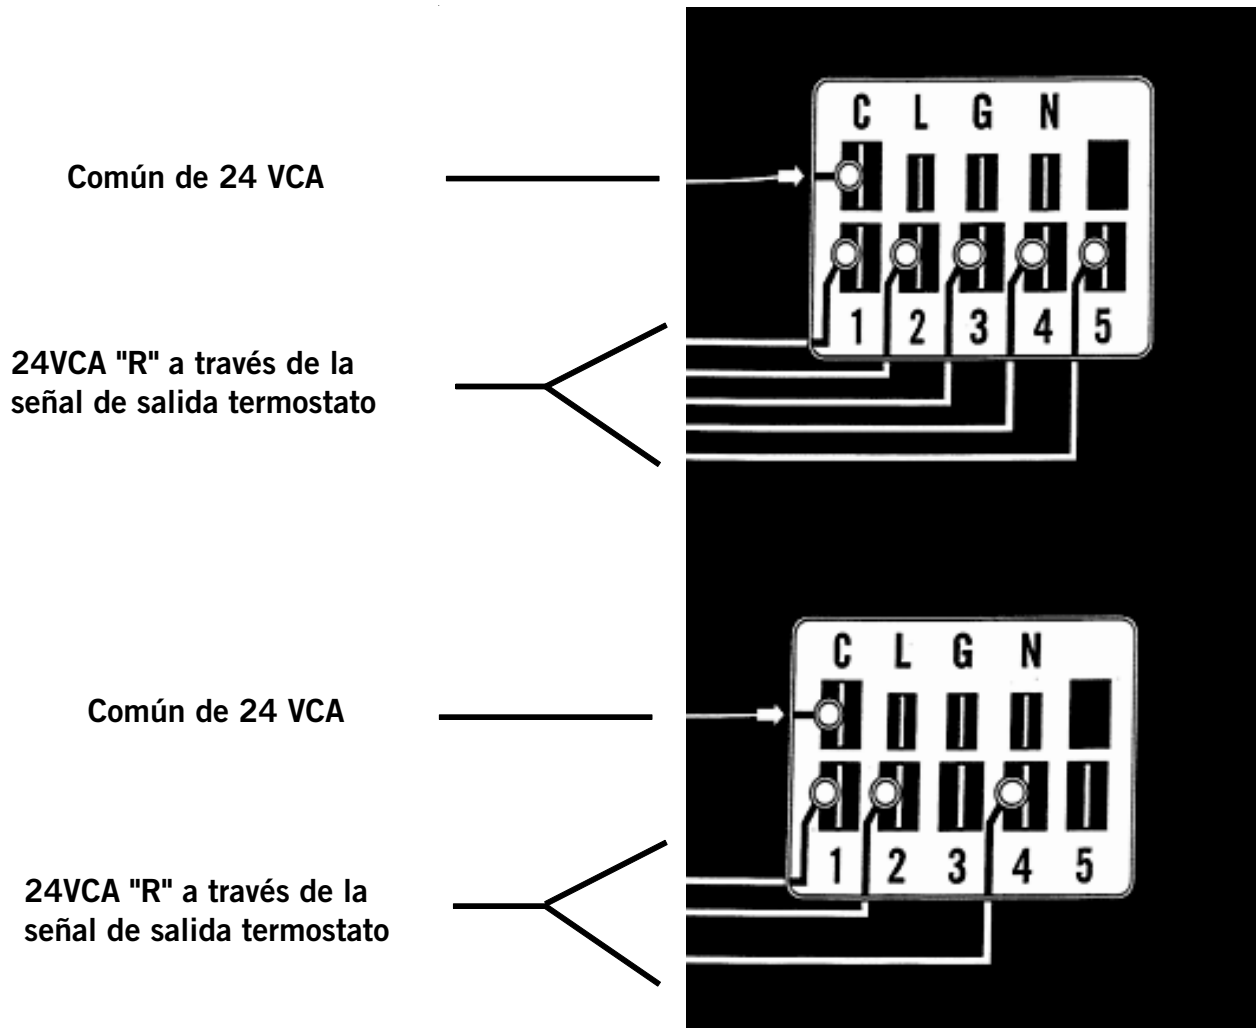 C L G N
Común de 24 VCA
1 2 3 4 5
24VCA "R" a través de la
señal de salida termostato
C L G N
Común de 24 VCA
1 2 3 4 5
24VCA "R" a través de la
señal de salida termostato